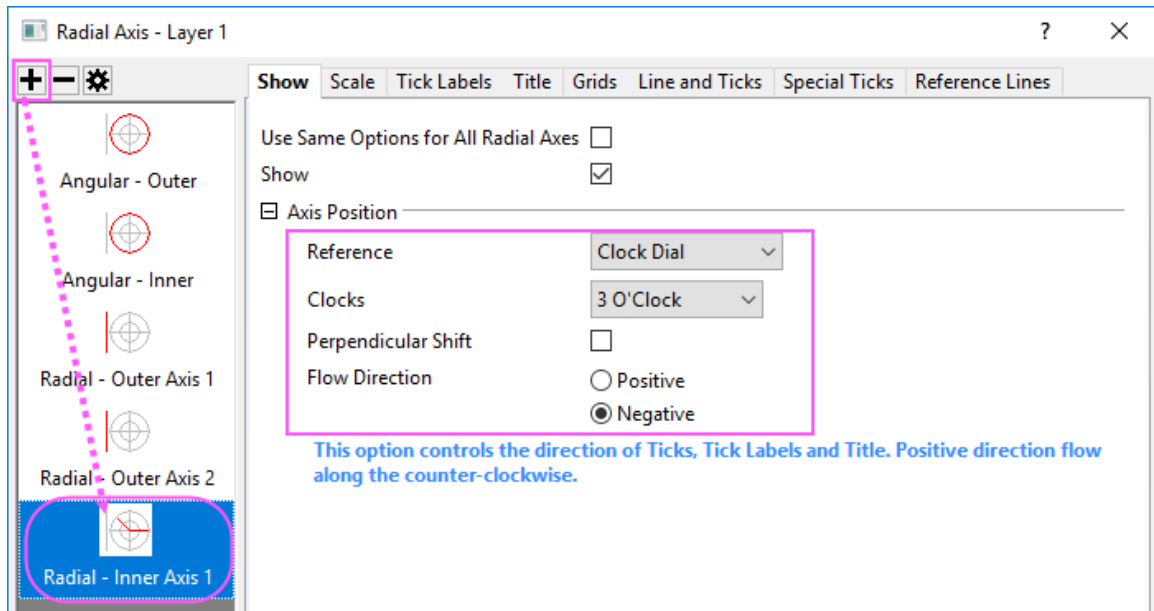 Radial Axis - Layer 1
?
Show Scale Tick Labels Title Grids Line and Ticks Special Ticks Reference Lines
Angular - Outer
Angular - Inner
Radial - Outer Axis 1
Radial - Outer Axis 2
Radial - Inner Axis 1
Use Same Options for All Radial Axes
Show
Axis Position
Reference Clock Dial
Clocks 3 O'Clock
Perpendicular Shift
Flow Direction Positive
Negative
This option controls the direction of Ticks, Tick Labels and Title. Positive direction flow
along the counter-clockwise.